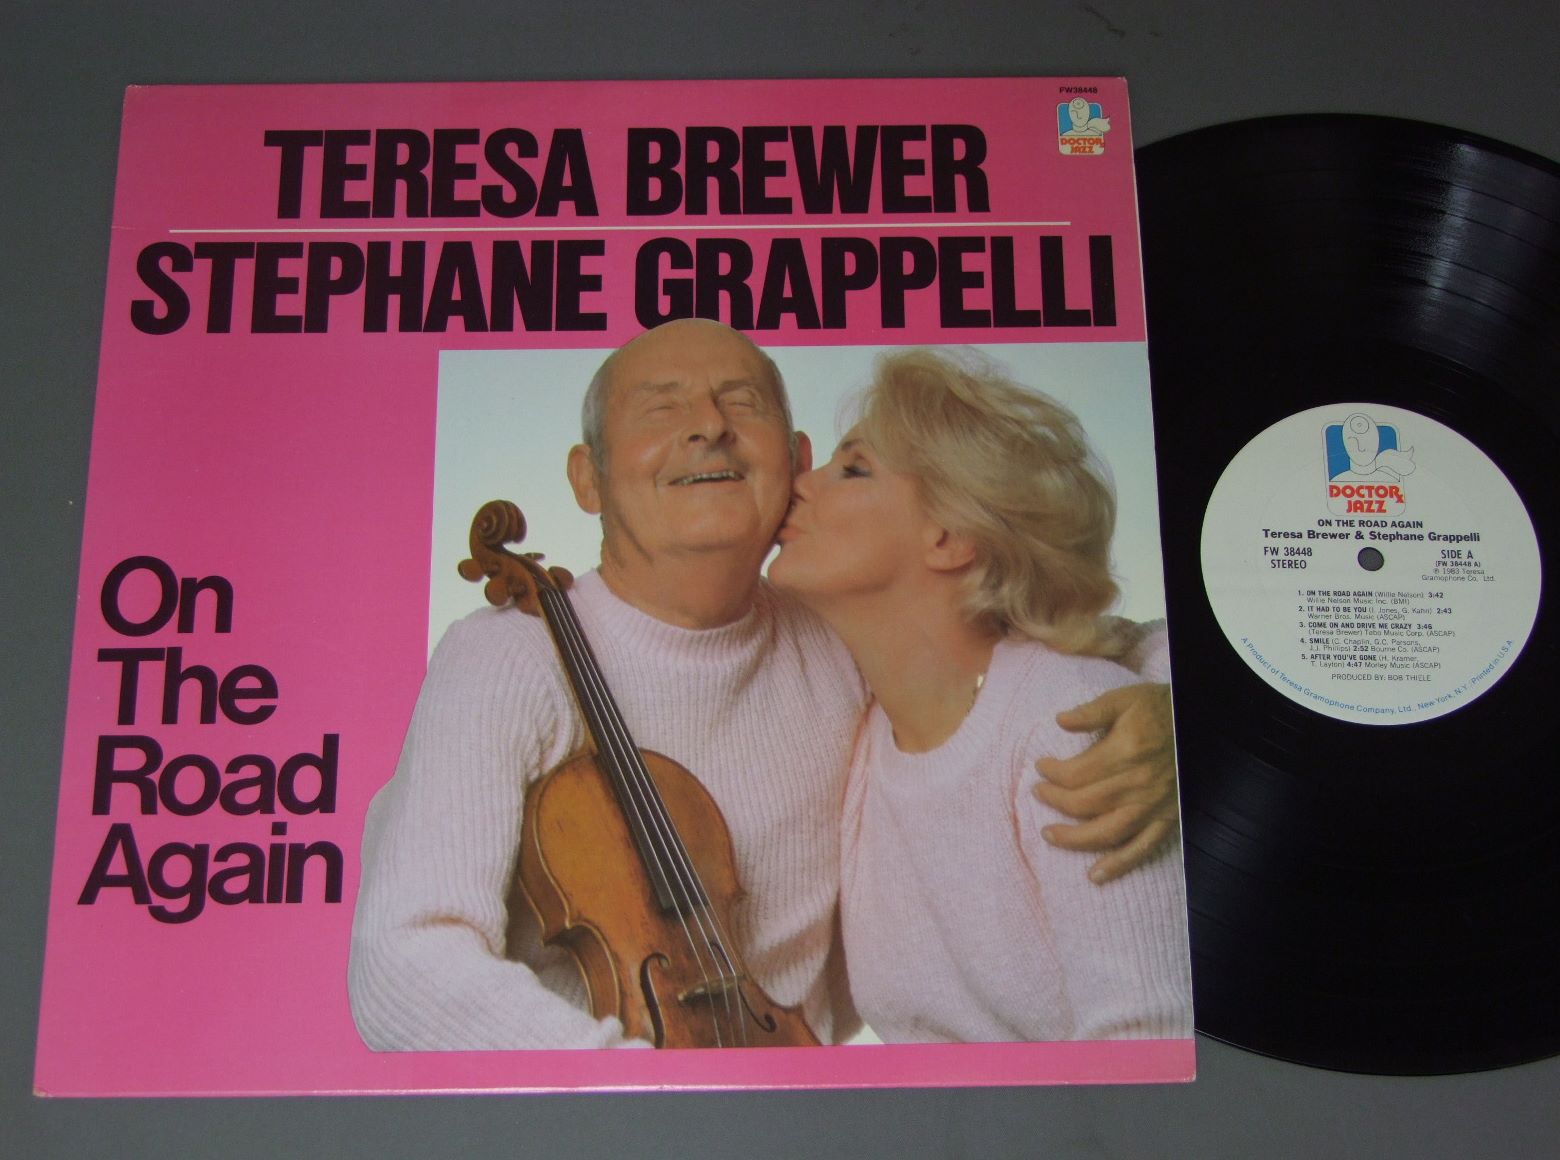 FW38448
DOCTOR
JAZZ
TERESA BREWER
STEPHANE GRAPPELLI
On
The
Road
Again
DOCTOR
JAZZ
ON THE ROAD AGAIN
Teresa Brewer & Stephane Grappelli
FW 38448
STEREO
SIDE A
(FW 38448 A)
℗ 1983 Teresa
Gramophone Co., Ltd.
1. ON THE ROAD AGAIN (Willie Nelson) 3:42
Willie Nelson Music Inc. (BMI)
2. IT HAD TO BE YOU (I. Jones, G. Kahn) 2:43
Warner Bros. Music (ASCAP)
3. COME ON AND DRIVE ME CRAZY 3:46
(Teresa Brewer) Tobo Music Corp. (ASCAP)
4. SMILE (C. Chaplin, G.C. Parsons,
J.J. Phillips) 2:52 Bourne Co. (ASCAP)
5. AFTER YOU'VE GONE (H. Kramer,
T. Layton) 4:47 Morley Music (ASCAP)
PRODUCED BY: BOB THIELE
A Product of Teresa Gramophone Company, Ltd., New York, N.Y. Printed in U.S.A.